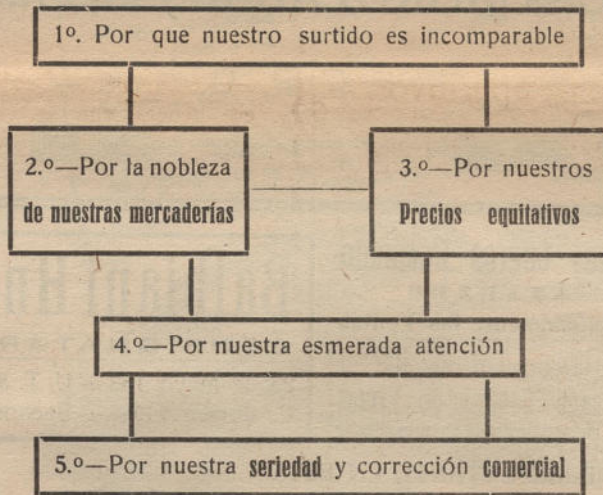 1º. Por que nuestro surtido es incomparable
2.º—Por la nobleza
de nuestras mercaderías
3.º—Por nuestros
Precios equitativos
4.º—Por nuestra esmerada atención
5.º—Por nuestra seriedad y corrección comercial